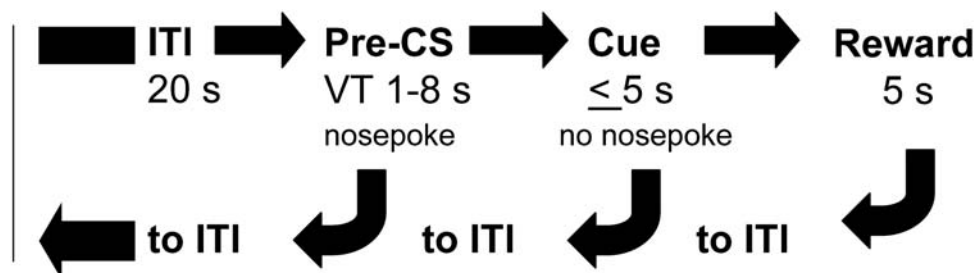 ITI Pre-CS Cue Reward
20 s VT 1-8 s < 5 s 5 s
nosepoke no nosepoke
to ITI to ITI to ITI